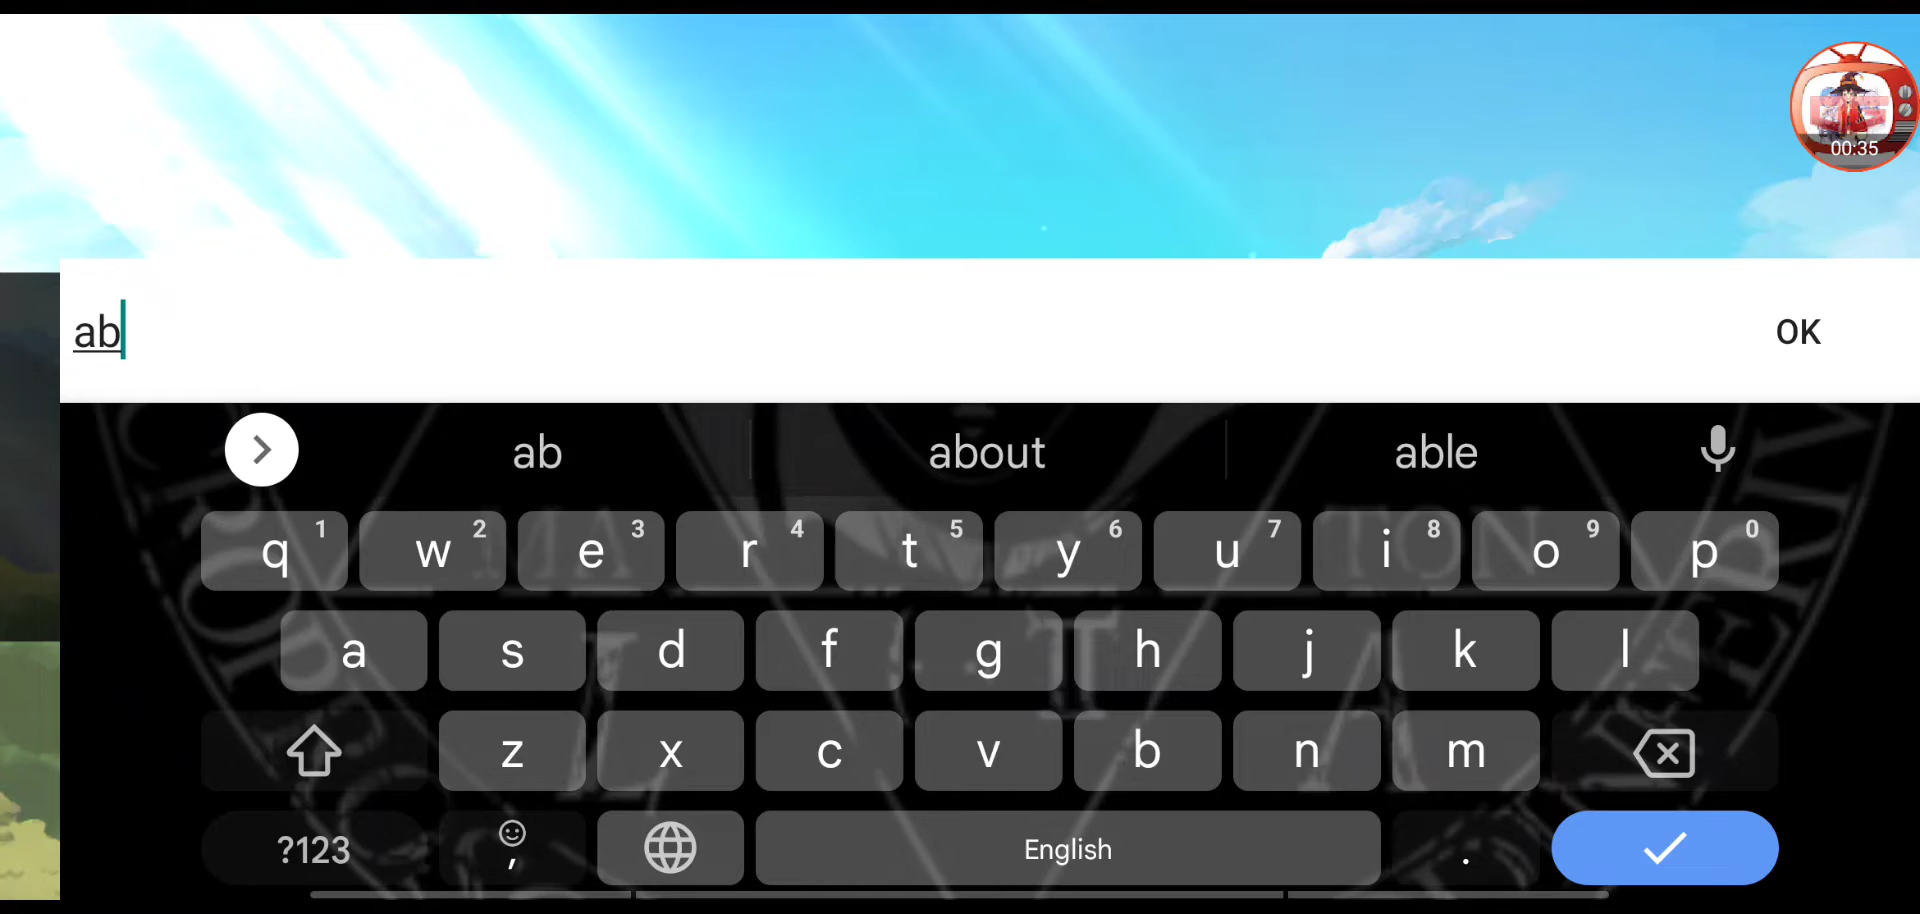 00:35
ab
OK
ab about able
q 1 w 2 e 3 r 4 t 5 y 6 u 7 i 8 o 9 p 0
a s d f g h j k l
z x c v b n m
?123 , English .